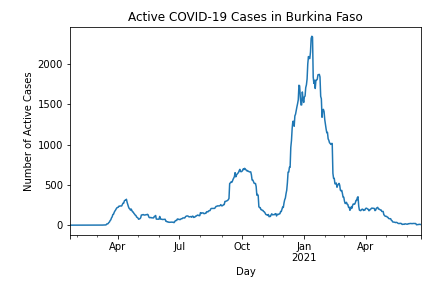 Active COVID-19 Cases in Burkina Faso
Number of Active Cases
2000
1500
1000
500
0
Apr Jul Oct Jan Apr
2021
Day